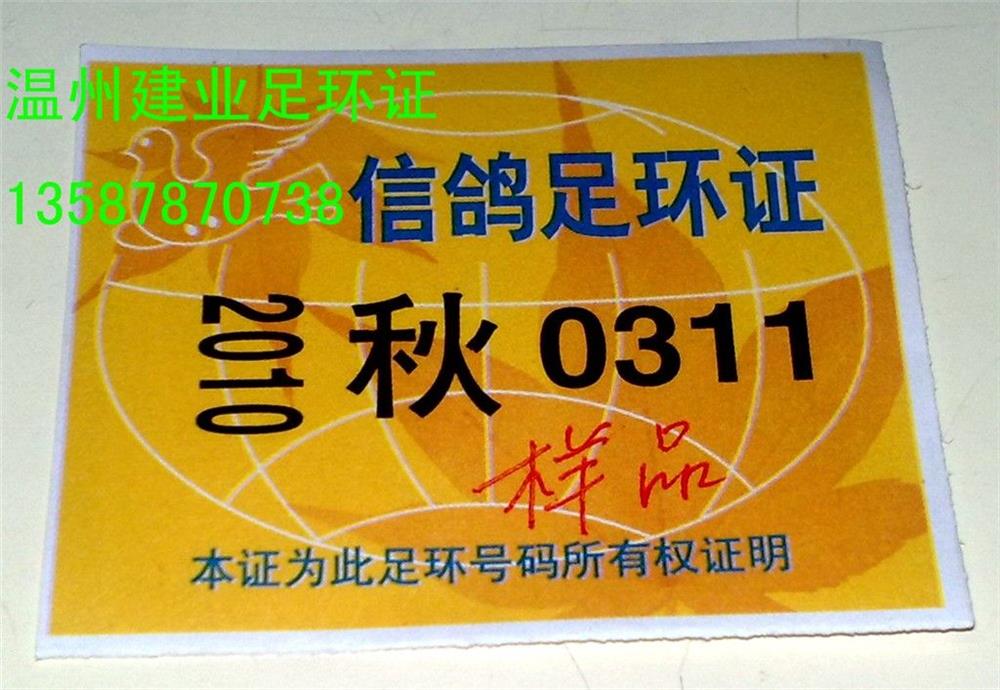 温州建业足环证
13587870738
信鸽足环证
2010
秋 0311
样品
本证为此足环号码所有权证明